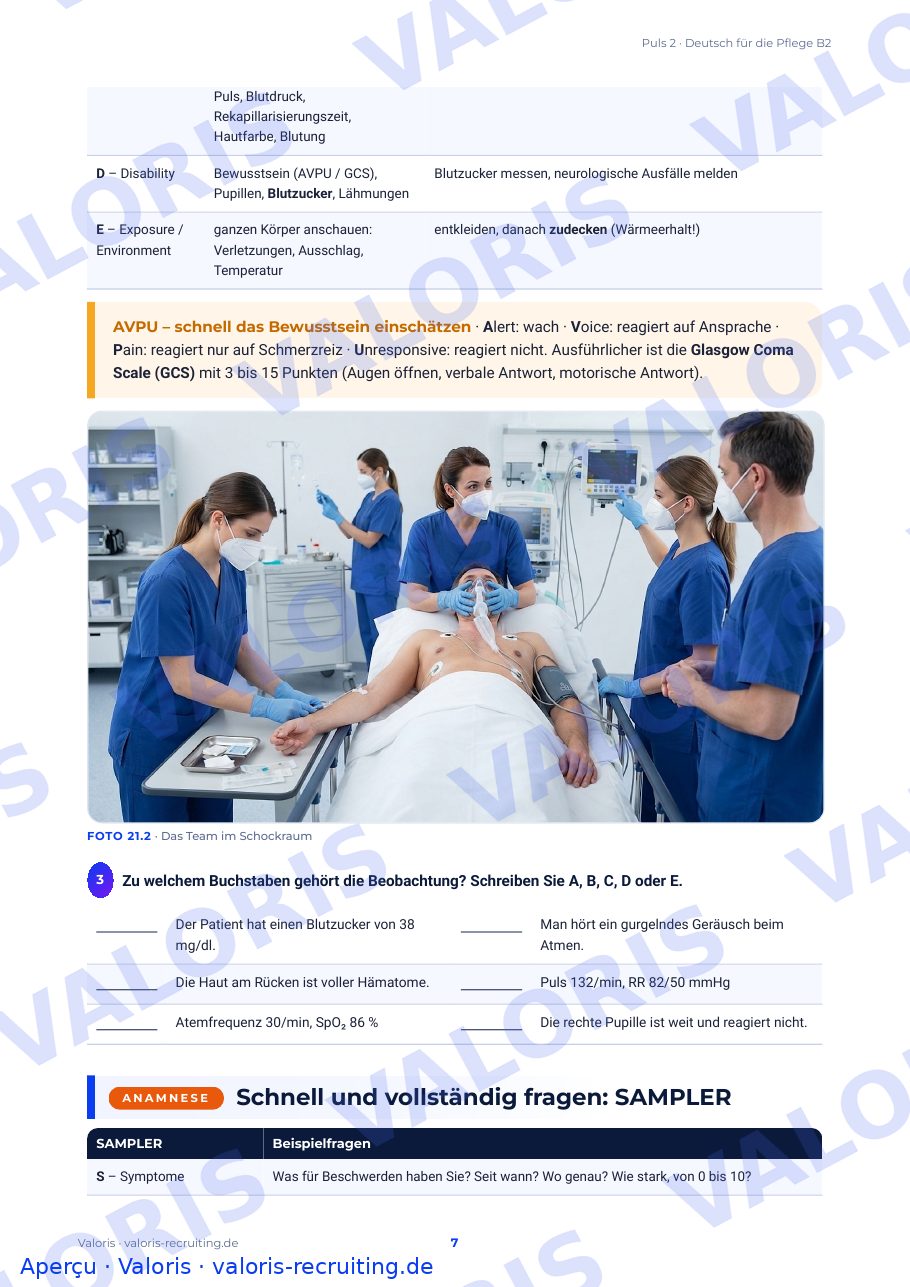 Puls 2 · Deutsch für die Pflege B2
Puls, Blutdruck,
Rekapillarisierungszeit,
Hautfarbe, Blutung
D – Disability
Bewusstsein (AVPU / GCS),
Pupillen, Blutzucker, Lähmungen
Blutzucker messen, neurologische Ausfälle melden
E – Exposure /
Environment
ganzen Körper anschauen:
Verletzungen, Ausschlag,
Temperatur
entkleiden, danach zudecken (Wärmeerhalt!)
AVPU – schnell das Bewusstsein einschätzen · Alert: wach · Voice: reagiert auf Ansprache ·
Pain: reagiert nur auf Schmerzreiz · Unresponsive: reagiert nicht. Ausführlicher ist die Glasgow Coma
Scale (GCS) mit 3 bis 15 Punkten (Augen öffnen, verbale Antwort, motorische Antwort).
FOTO 21.2 · Das Team im Schockraum
3 Zu welchem Buchstaben gehört die Beobachtung? Schreiben Sie A, B, C, D oder E.
Der Patient hat einen Blutzucker von 38
mg/dl.
Man hört ein gurgelndes Geräusch beim
Atmen.
Die Haut am Rücken ist voller Hämatome.
Puls 132/min, RR 82/50 mmHg
Atemfrequenz 30/min, SpO₂ 86 %
Die rechte Pupille ist weit und reagiert nicht.
ANAMNESE Schnell und vollständig fragen: SAMPLER
SAMPLER
Beispielfragen
S – Symptome
Was für Beschwerden haben Sie? Seit wann? Wo genau? Wie stark, von 0 bis 10?
Valoris · valoris-recruiting.de
7
Aperçu · Valoris · valoris-recruiting.de
VALORIS